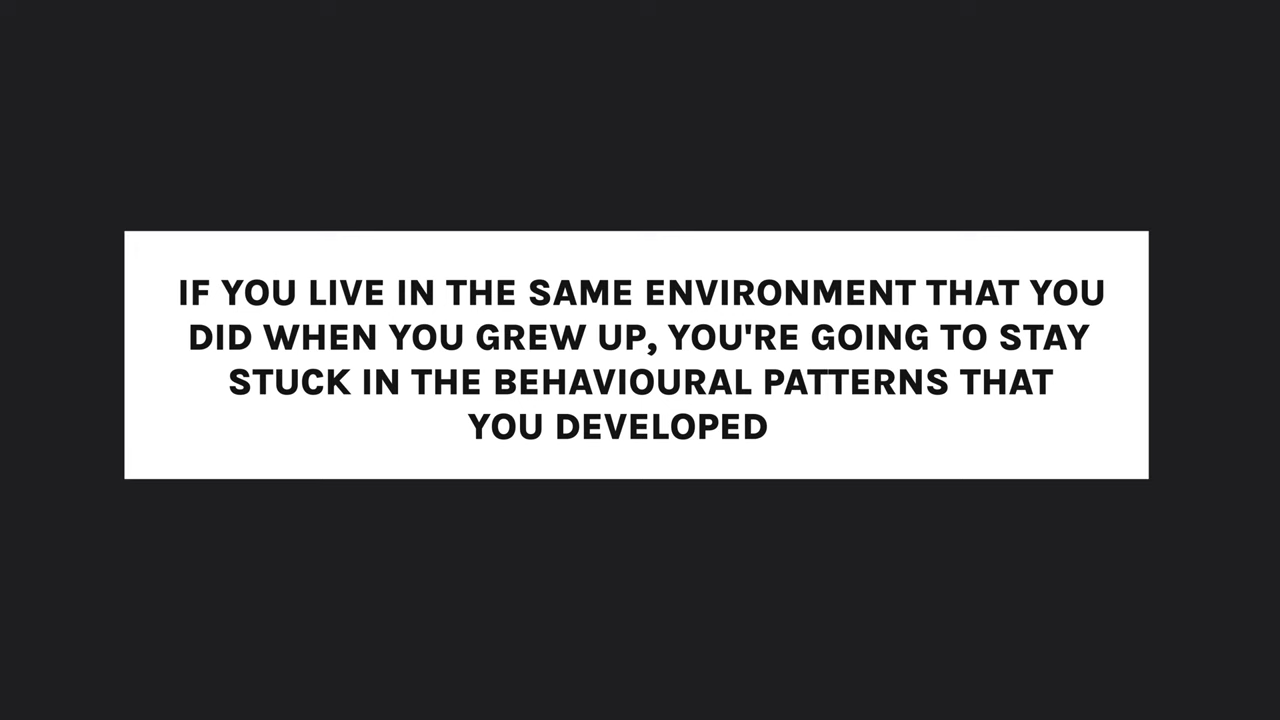 IF YOU LIVE IN THE SAME ENVIRONMENT THAT YOU
DID WHEN YOU GREW UP, YOU'RE GOING TO STAY
STUCK IN THE BEHAVIOURAL PATTERNS THAT
YOU DEVELOPED